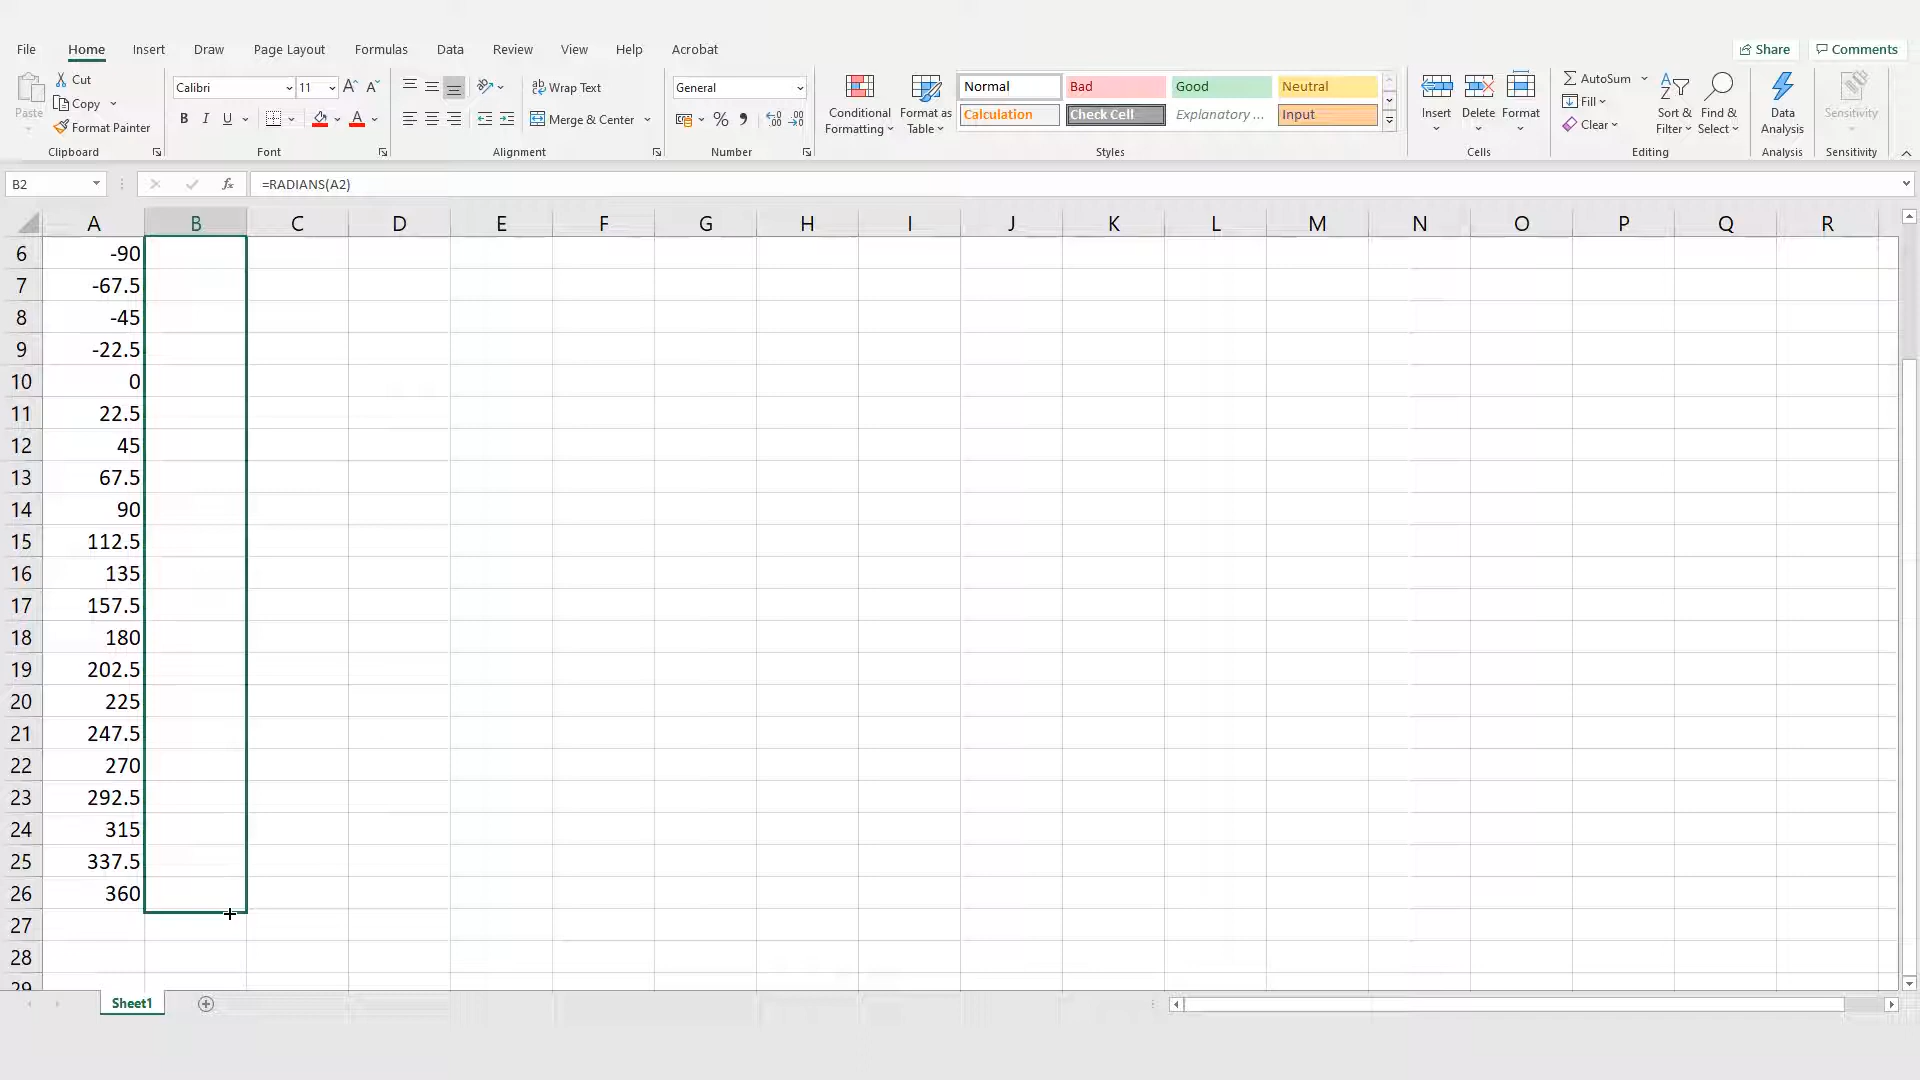 File Home Insert Draw Page Layout Formulas Data Review View Help Acrobat Share Comments
Paste Cut Copy Format Painter Clipboard
Calibri 11 B I U A A A Font
Wrap Text Merge & Center Alignment
General % Number
Conditional Formatting Format as Table
Normal Bad Good Neutral
Calculation Check Cell Explanatory ... Input
Styles
Insert Delete Format Cells
AutoSum Fill Clear Sort & Filter Find & Select Editing
Data Analysis Analysis
Sensitivity Sensitivity
B2 fx =RADIANS(A2)
A B C D E F G H I J K L M N O P Q R
6 -90
7 -67.5
8 -45
9 -22.5
10 0
11 22.5
12 45
13 67.5
14 90
15 112.5
16 135
17 157.5
18 180
19 202.5
20 225
21 247.5
22 270
23 292.5
24 315
25 337.5
26 360
27
28
29
Sheet1